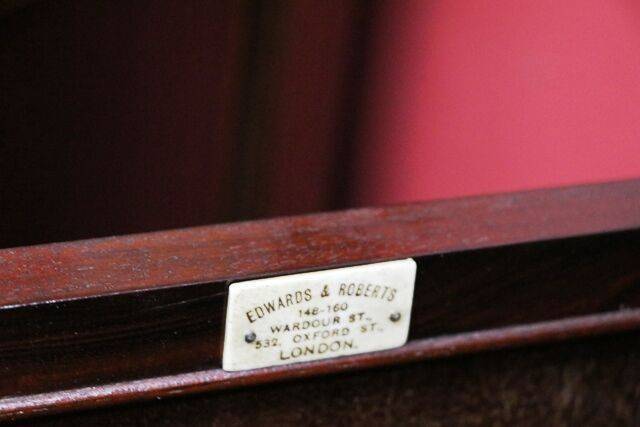 EDWARDS & ROBERTS
148-160
WARDOUR ST.,
532, OXFORD ST.,
LONDON.